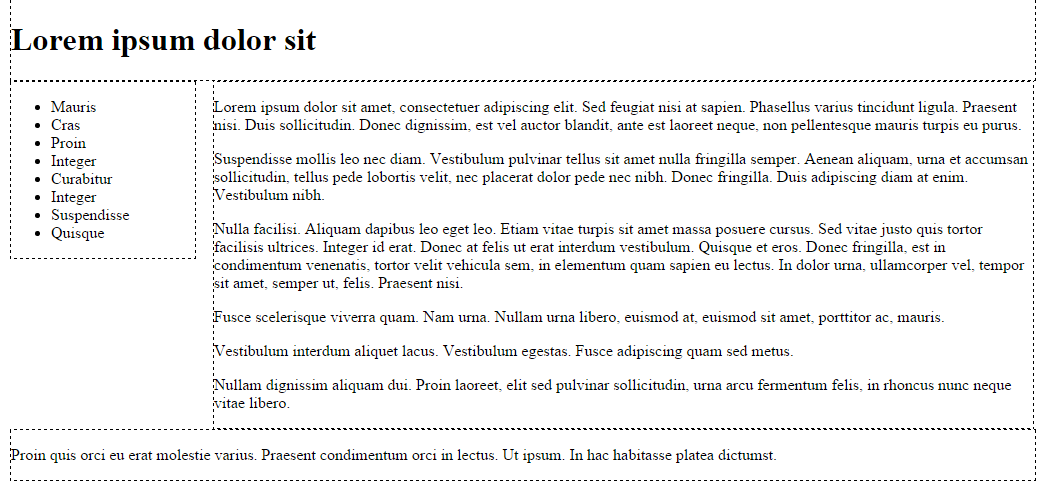 Lorem ipsum dolor sit
Mauris
Cras
Proin
Integer
Curabitur
Integer
Suspendisse
Quisque
Lorem ipsum dolor sit amet, consectetuer adipiscing elit. Sed feugiat nisi at sapien. Phasellus varius tincidunt ligula. Praesent
nisi. Duis sollicitudin. Donec dignissim, est vel auctor blandit, ante est laoreet neque, non pellentesque mauris turpis eu purus.
Suspendisse mollis leo nec diam. Vestibulum pulvinar tellus sit amet nulla fringilla semper. Aenean aliquam, urna et accumsan
sollicitudin, tellus pede lobortis velit, nec placerat dolor pede nec nibh. Donec fringilla. Duis adipiscing diam at enim.
Vestibulum nibh.
Nulla facilisi. Aliquam dapibus leo eget leo. Etiam vitae turpis sit amet massa posuere cursus. Sed vitae justo quis tortor
facilisis ultrices. Integer id erat. Donec at felis ut erat interdum vestibulum. Quisque et eros. Donec fringilla, est in
condimentum venenatis, tortor velit vehicula sem, in elementum quam sapien eu lectus. In dolor urna, ullamcorper vel, tempor
sit amet, semper ut, felis. Praesent nisi.
Fusce scelerisque viverra quam. Nam urna. Nullam urna libero, euismod at, euismod sit amet, porttitor ac, mauris.
Vestibulum interdum aliquet lacus. Vestibulum egestas. Fusce adipiscing quam sed metus.
Nullam dignissim aliquam dui. Proin laoreet, elit sed pulvinar sollicitudin, urna arcu fermentum felis, in rhoncus nunc neque
vitae libero.
Proin quis orci eu erat molestie varius. Praesent condimentum orci in lectus. Ut ipsum. In hac habitasse platea dictumst.